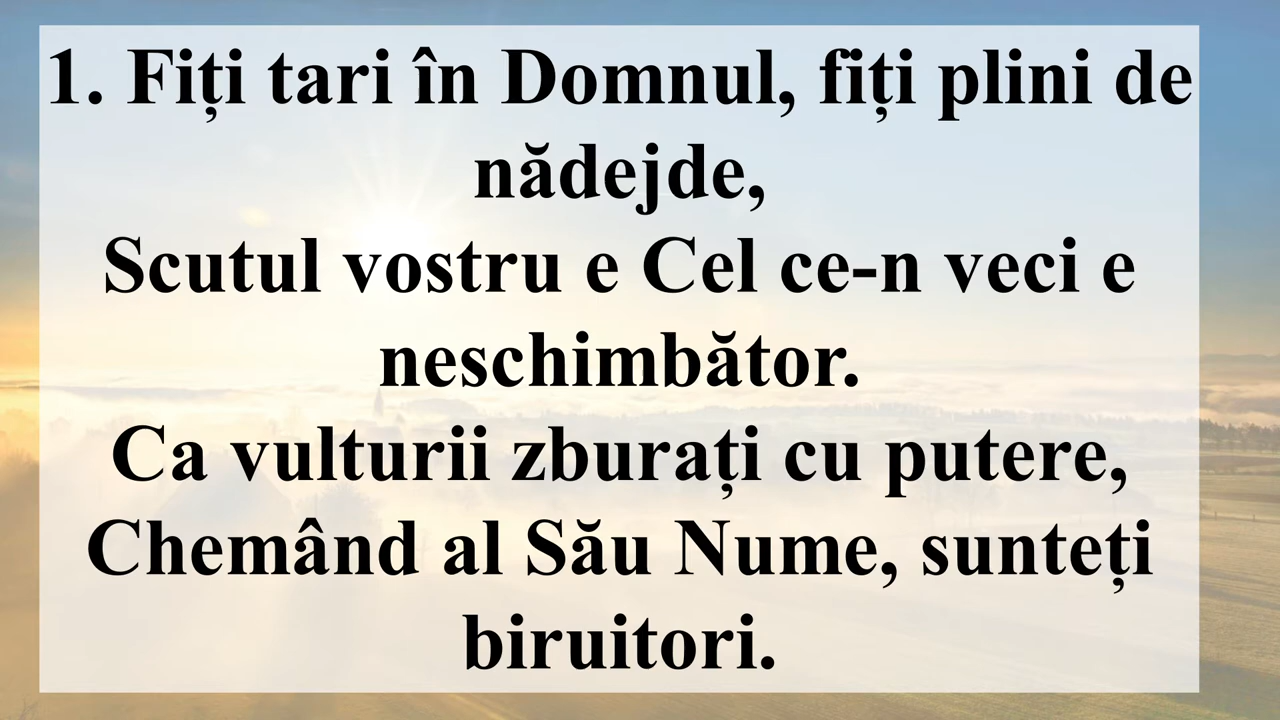 1. Fiți tari în Domnul, fiți plini de
nădejde,
Scutul vostru e Cel ce-n veci e
neschimbător.
Ca vulturii zburați cu putere,
Chemând al Său Nume, sunteți
biruitori.